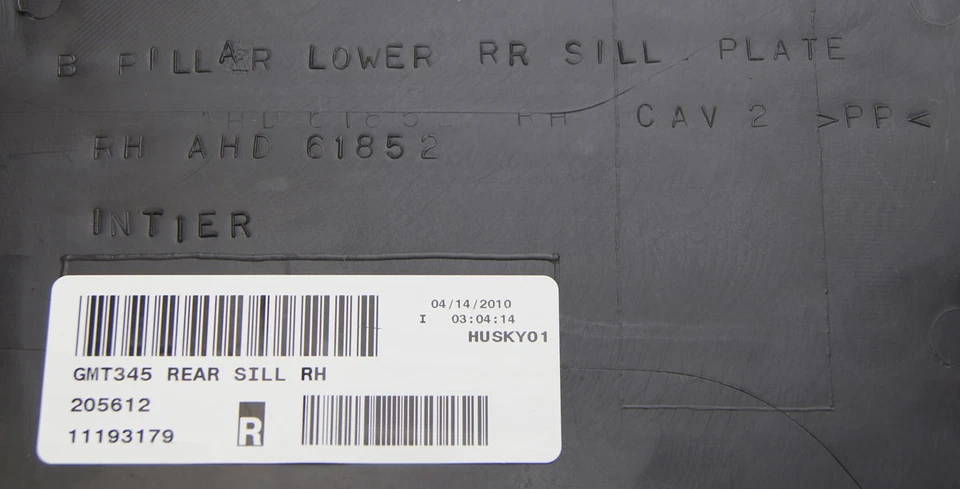 B PILLAR LOWER RR SILL PLATE
CAV 2 >PP<
RH AHD 61852
INTIER
04/14/2010
I 03:04:14
HUSKY01
GMT345 REAR SILL RH
205612
11193179
R